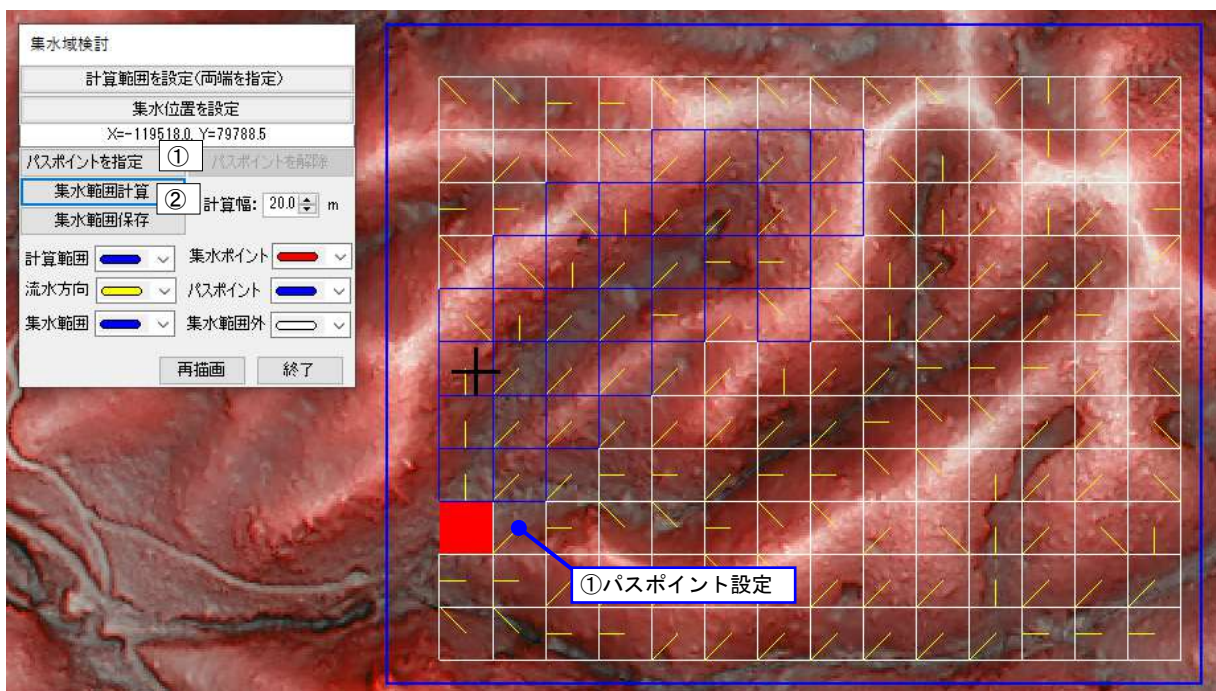 集水域検討
計算範囲を設定(両端を指定)
集水位置を設定
X=-119518.0, Y=79788.5
パスポイントを指定 ① パスポイントを解除
集水範囲計算 ② 計算幅: 20.0 m
集水範囲保存
計算範囲 集水ポイント
流水方向 パスポイント
集水範囲 集水範囲外
再描画 終了
①パスポイント設定